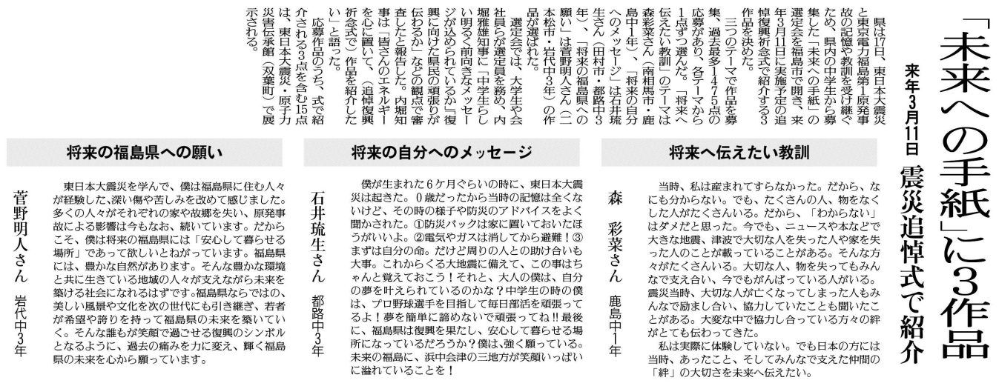 「未来への手紙」に3作品
来年3月11日 震災追悼式で紹介
県は17日、東日本大震災
と東京電力福島第1原発事
故の記憶や教訓を受け継ぐ
ため、県内の中学生から募
集した「未来への手紙」の
選定会を福島市で開き、来
年3月11日に実施予定の追
悼復興祈念式で紹介する3
作品を決めた。
三つのテーマで作品を募
集、過去最多1475点の
応募があり、各テーマから
1点ずつ選んだ。「将来へ
伝えたい教訓」のテーマは
森彩菜さん（南相馬市・鹿
島中1年）、「将来の自分
へのメッセージ」は石井琉
生さん（田村市・都路中3
年）、「将来の福島県への
願い」は菅野明人さん（二
本松市・岩代中3年）の作
品が選ばれた。
選定会では、大学生や会
社員らが選定員を務め、内
堀雅雄知事に「中学生らし
い明るく前向きなメッセー
ジが込められているか『復
興に向けた県民の頑張りが
伝わるか』などの観点で審
査したと報告した。内堀知
事は「皆さんのエネルギー
を心に置いて、（追悼復興
祈念式で）作品を紹介した
い」と語った。
応募作品のうち、式で紹
介される3点を含む15点
は、東日本大震災・原子力
災害伝承館（双葉町）で展
示される。
将来へ伝えたい教訓
森 彩菜さん 鹿島中1年
当時、私は産まれてすらなかった。だから、な
にも分からない。でも、たくさんの人、物をなく
した人がたくさんいる。だから、「わからない」
はダメだと思った。今でも、ニュースや本などで
大きな地震、津波で大切な人を失った人や家を失
った人のことが載っていることがある。そんな方
々がたくさんいる。大切な人、物を失ってもみん
なで支え合い、今でもがんばっている人がいる。
震災当時、大切な人が亡くなってしまった人もみ
んなで励まし合い、協力していたことも聞いたこ
とがある。大変な中で協力し合っている方々の絆
がとても伝わってきた。
私は実際に体験していない。でも日本の方には
当時、あったこと、そしてみんなで支えた仲間の
「絆」の大切さを未来へ伝えたい。
将来の自分へのメッセージ
石井琉生さん 都路中3年
僕が生まれた6ケ月ぐらいの時に、東日本大震
災は起きた。0歳だったから当時の記憶は全くな
いけど、その時の様子や防災のアドバイスをよく
聞かされた。①防災バックは家に置いておいたほ
うがいいよ。②電気やガスは消してから避難！③
まずは自分の命。だけど周りの人との助け合いも
大事。これからくる大地震に備えて、この事はち
ゃんと覚えておこう！それと、大人の僕は、自分
の夢を叶えられているのかな？中学生の時の僕
は、プロ野球選手を目指して毎日部活を頑張って
るよ！夢を簡単に諦めないで頑張ってね!!最後
に、福島県は復興を果たし、安心して暮らせる場
所になっているだろうか？僕は、強く願っている。
未来の福島に、浜中会津の三地方が笑顔いっぱい
に溢れていることを！
将来の福島県への願い
菅野明人さん 岩代中3年
東日本大震災を学んで、僕は福島県に住む人々
が経験した、深い傷や苦しみを改めて感じました。
多くの人々がそれぞれの家や故郷を失い、原発事
故による影響は今もなお、続いています。だから
こそ、僕は将来の福島県には「安心して暮らせる
場所」であって欲しいとねがっています。福島県
には、豊かな自然があります。そんな豊かな環境
と共に生きている地域の人々が支えながら未来を
築ける社会になれるはずです。福島県ならではの、
美しい風景や文化を次の世代にも引き継ぎ、若者
が希望や誇りを持って福島県の未来を築いてい
く。そんな誰もが笑顔で過ごせる復興のシンボル
となるように、過去の痛みを力に変え、輝く福島
県の未来を心から願っています。